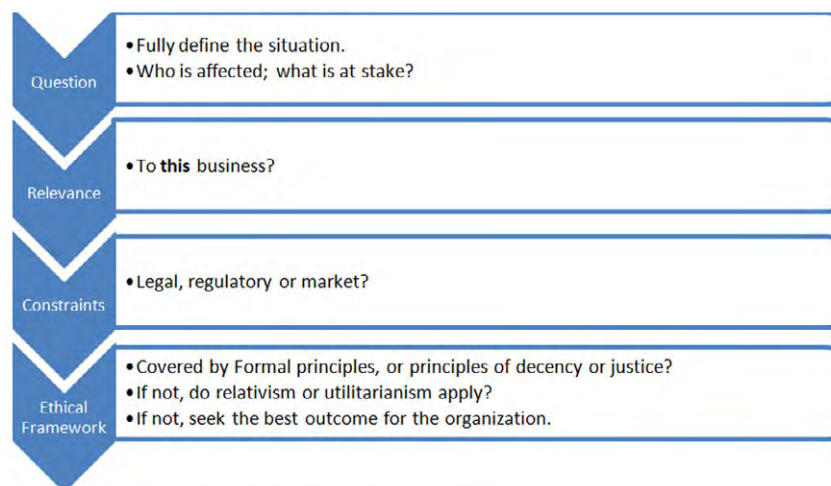 Question
•Fully define the situation.
•Who is affected; what is at stake?
Relevance
•To this business?
Constraints
•Legal, regulatory or market?
Ethical
Framework
•Covered by Formal principles, or principles of decency or justice?
•If not, do relativism or utilitarianism apply?
•If not, seek the best outcome for the organization.